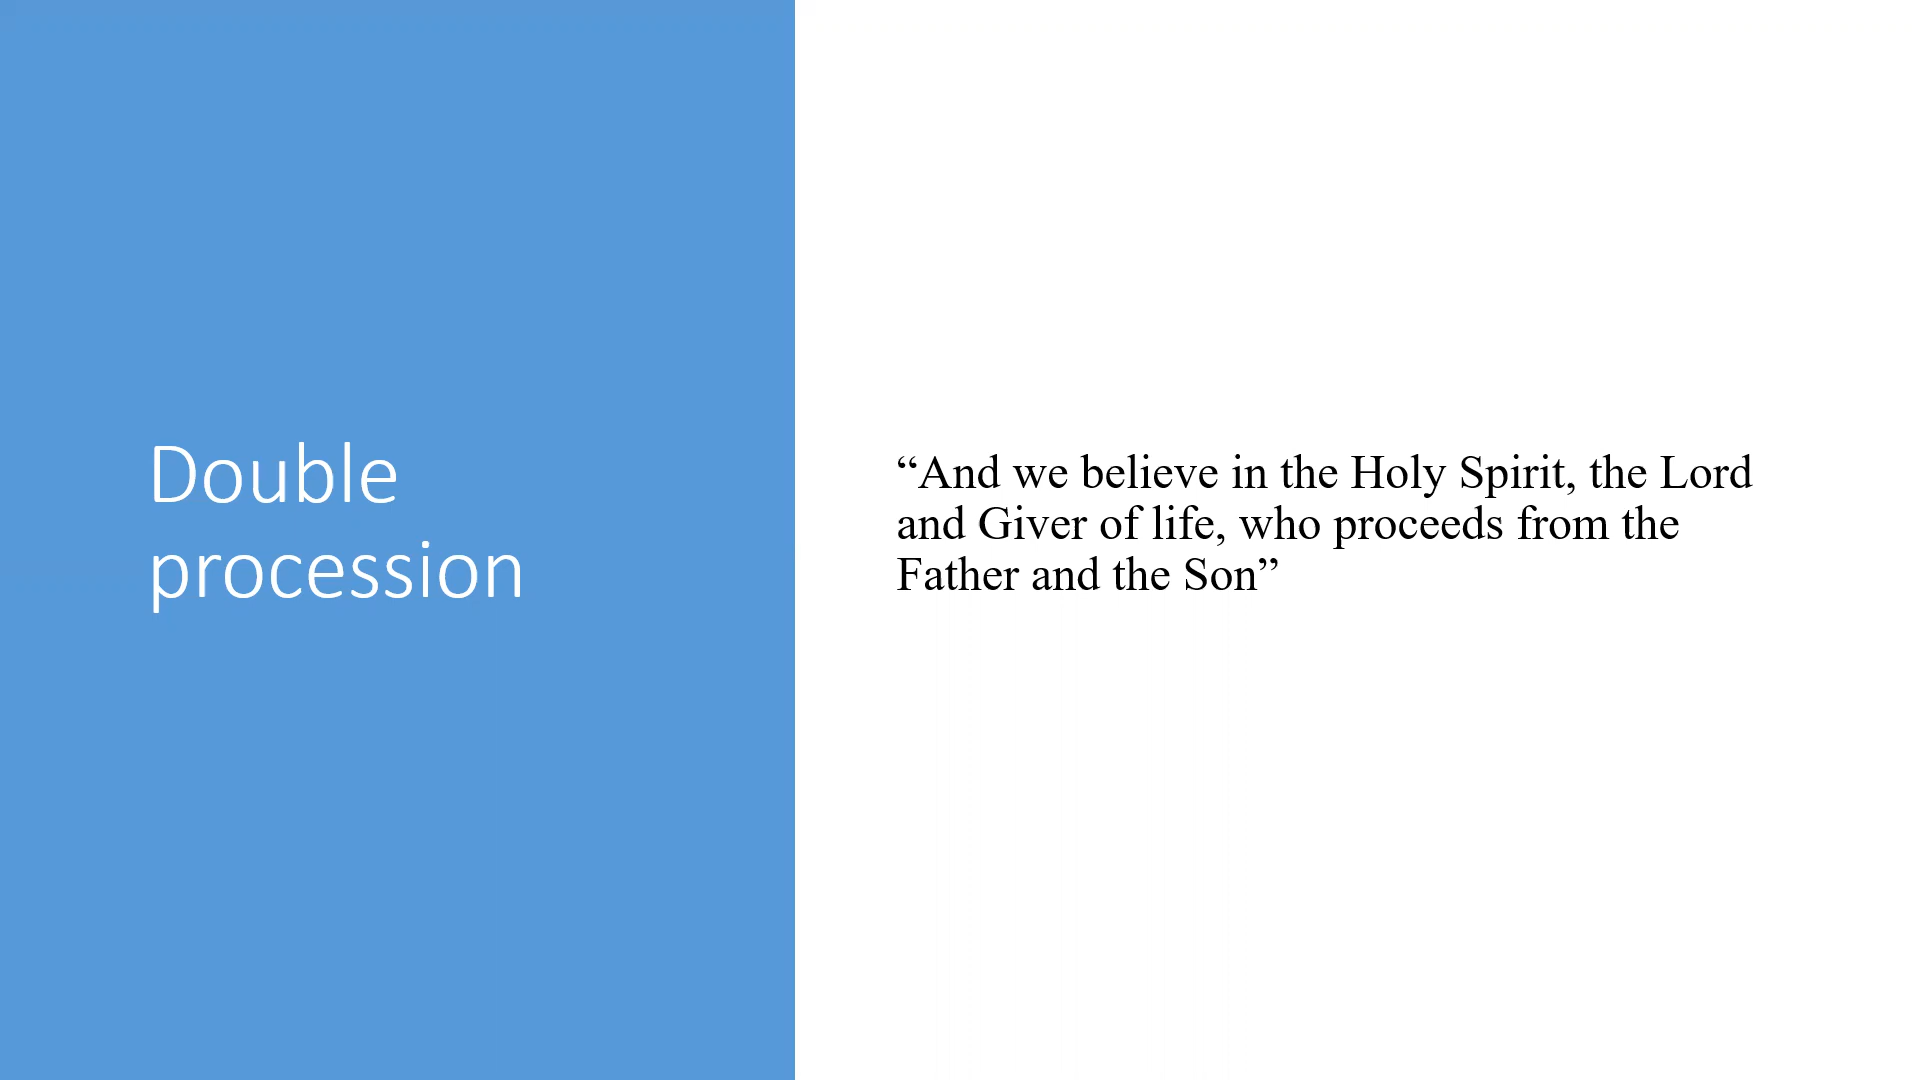 Double
procession
“And we believe in the Holy Spirit, the Lord
and Giver of life, who proceeds from the
Father and the Son”